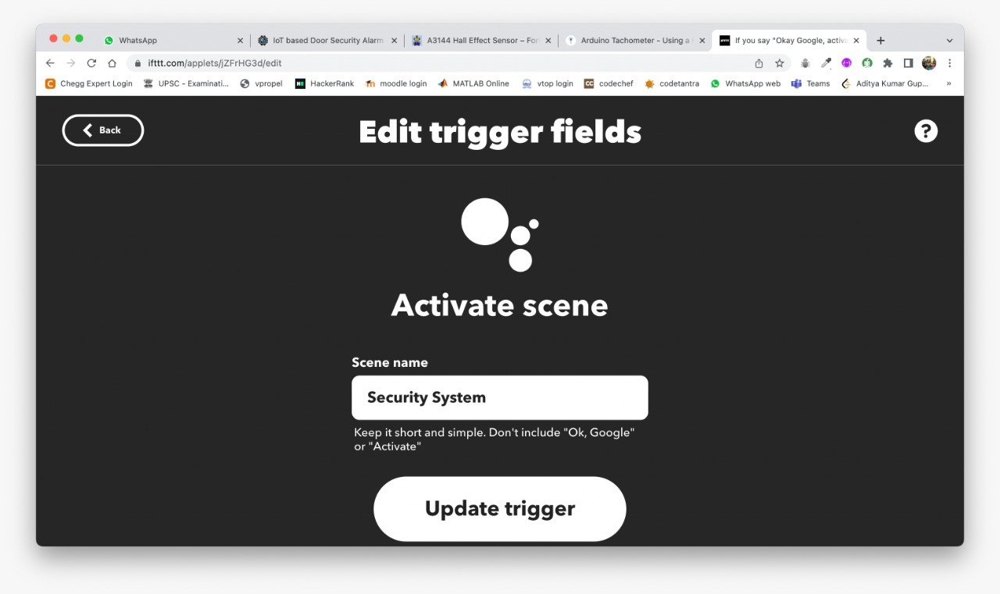 WhatsApp
IoT based Door Security Alarm
A3144 Hall Effect Sensor – For
Arduino Tachometer - Using a
If you say "Okay Google, activa
ifttt.com/applets/jZFrHG3d/edit
Chegg Expert Login
UPSC - Examinati...
vpropel
HackerRank
moodle login
MATLAB Online
vtop login
codechef
codetantra
WhatsApp web
Teams
Aditya Kumar Gup...
Back
Edit trigger fields
Activate scene
Scene name
Security System
Keep it short and simple. Don't include "Ok, Google"
or "Activate"
Update trigger